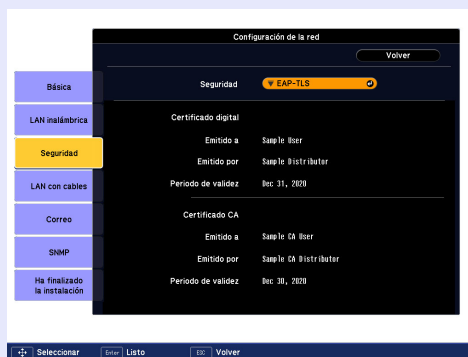 Configuración de la red
Volver
Básica
LAN inalámbrica
Seguridad
LAN con cables
Correo
SNMP
Ha finalizado
la instalación
Seguridad EAP-TLS
Certificado digital
Emitido a Sample User
Emitido por Sample Distributor
Periodo de validez Dec 31, 2020
Certificado CA
Emitido a Sample CA User
Emitido por Sample CA Distributor
Periodo de validez Dec 30, 2020
Seleccionar Enter Listo ESC Volver